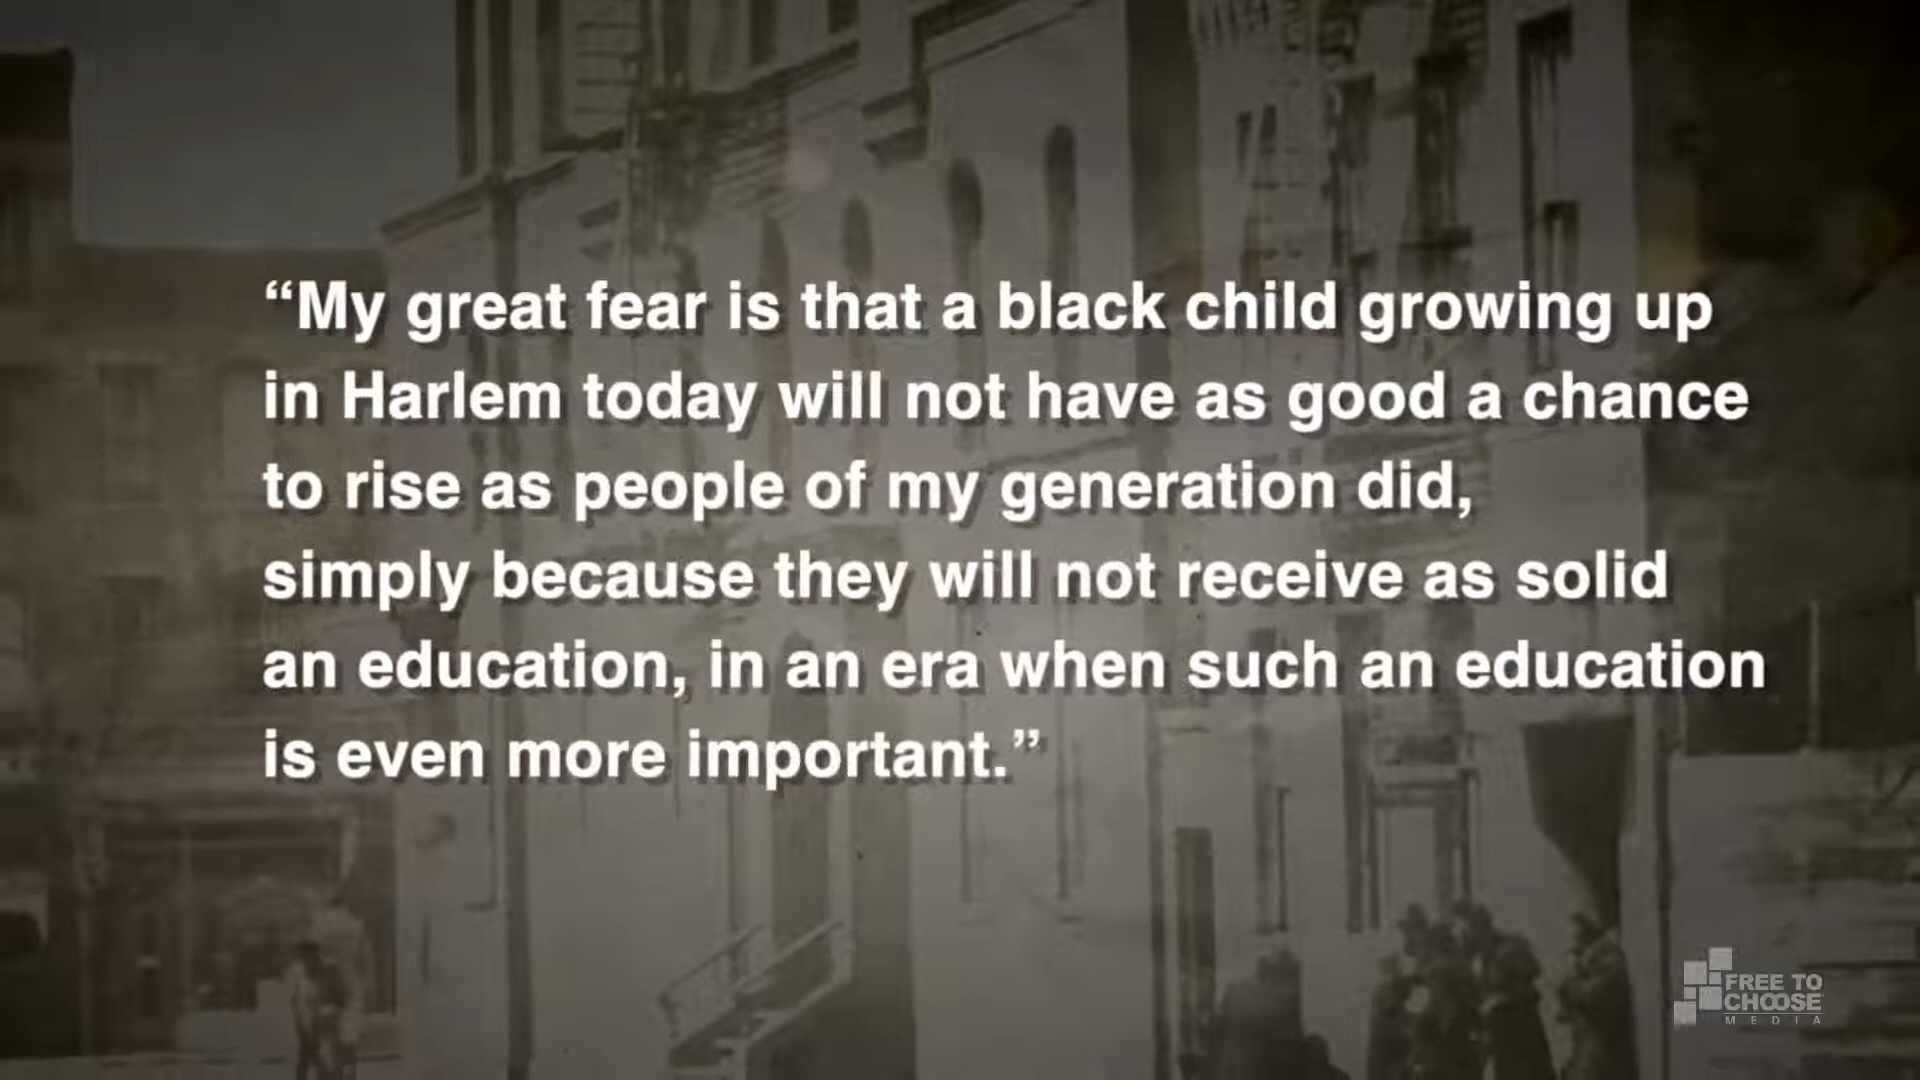 “My great fear is that a black child growing up
in Harlem today will not have as good a chance
to rise as people of my generation did,
simply because they will not receive as solid
an education, in an era when such an education
is even more important.”
FREE TO
CHOOSE
MEDIA